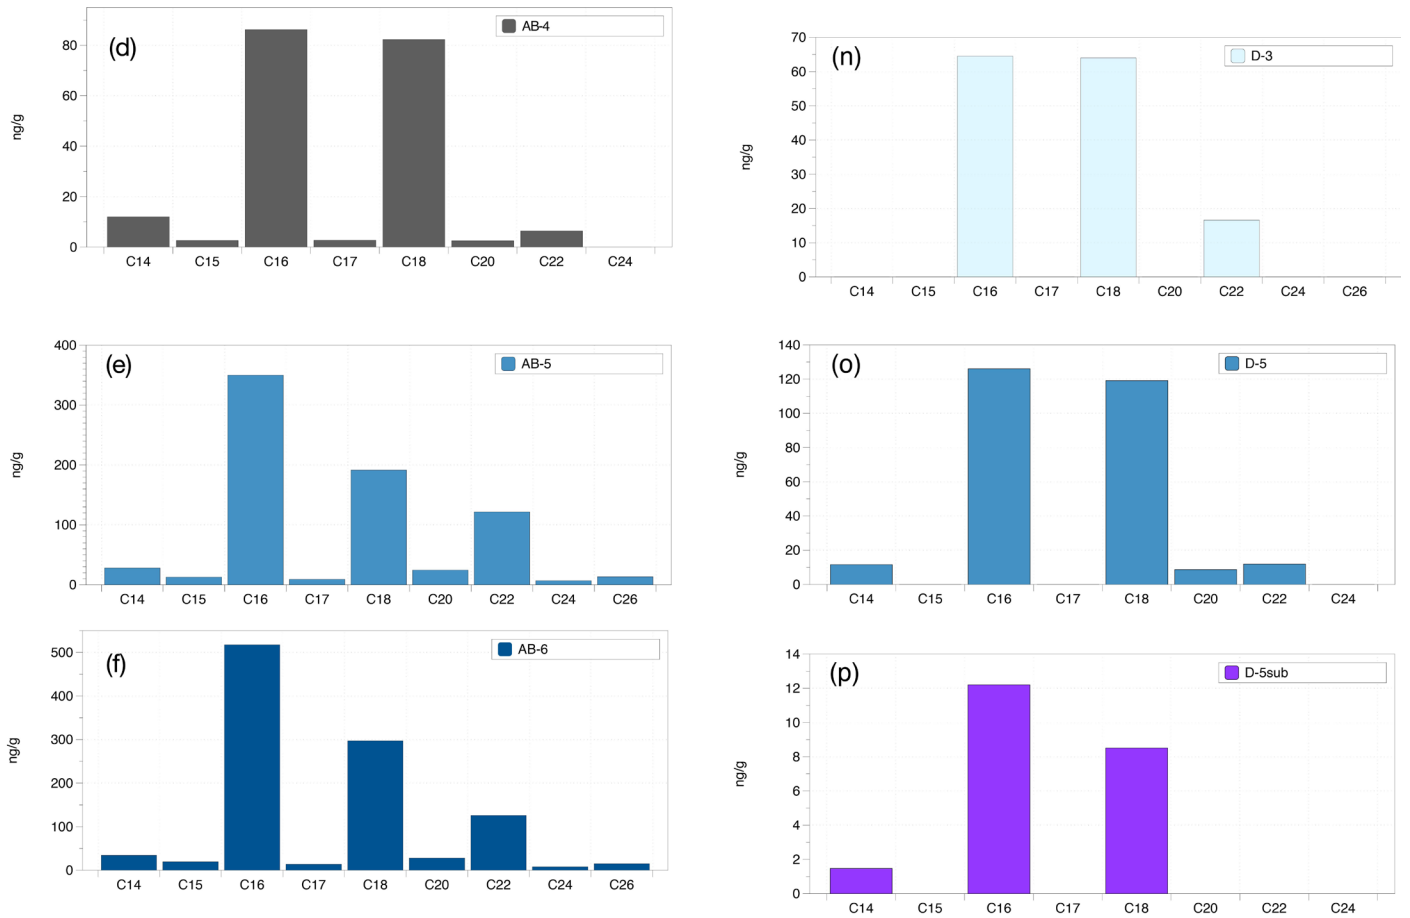 (d)
AB-4
ng/g
80
60
40
20
0
C14 C15 C16 C17 C18 C20 C22 C24
(n)
D-3
ng/g
70
60
50
40
30
20
10
0
C14 C15 C16 C17 C18 C20 C22 C24 C26
(e)
AB-5
ng/g
400
300
200
100
0
C14 C15 C16 C17 C18 C20 C22 C24 C26
(o)
D-5
ng/g
140
120
100
80
60
40
20
0
C14 C15 C16 C17 C18 C20 C22 C24
(f)
AB-6
ng/g
500
400
300
200
100
0
C14 C15 C16 C17 C18 C20 C22 C24 C26
(p)
D-5sub
ng/g
14
12
10
8
6
4
2
0
C14 C15 C16 C17 C18 C20 C22 C24